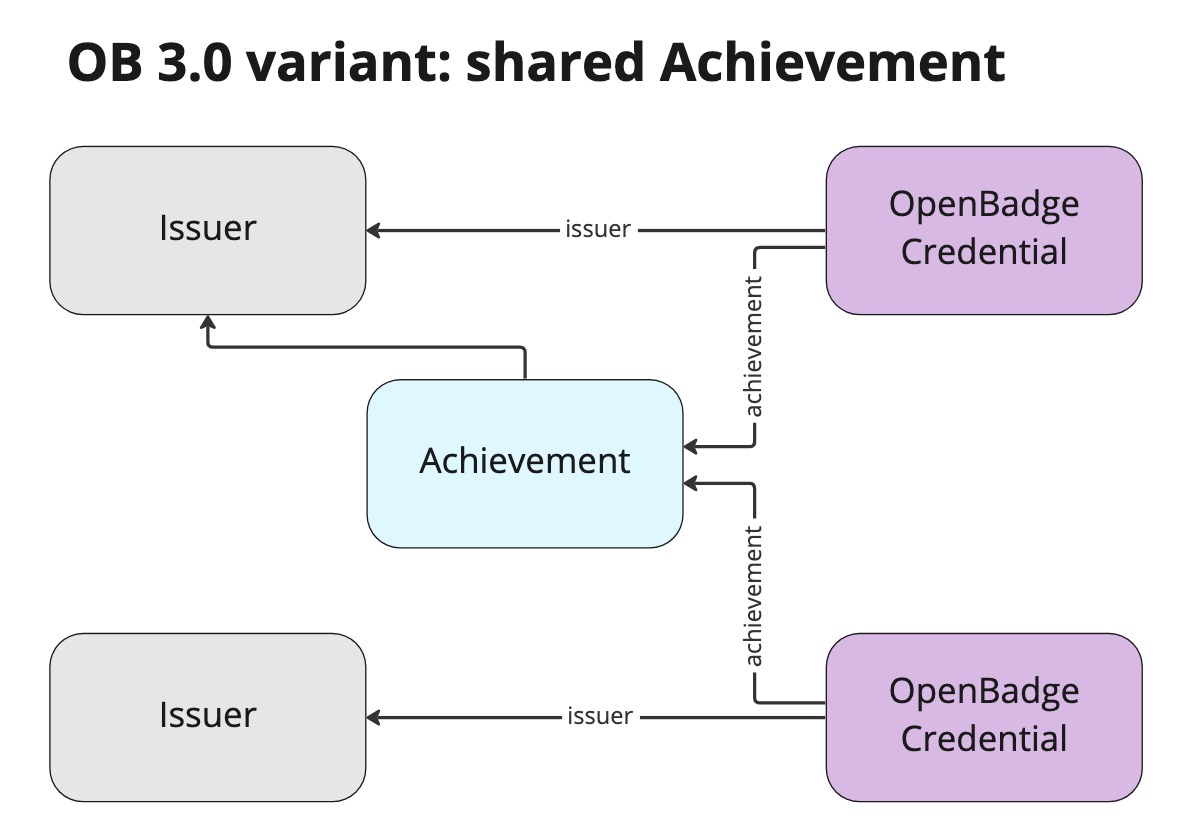 OB 3.0 variant: shared Achievement
Issuer
issuer
OpenBadge
Credential
achievement
Achievement
achievement
Issuer
issuer
OpenBadge
Credential